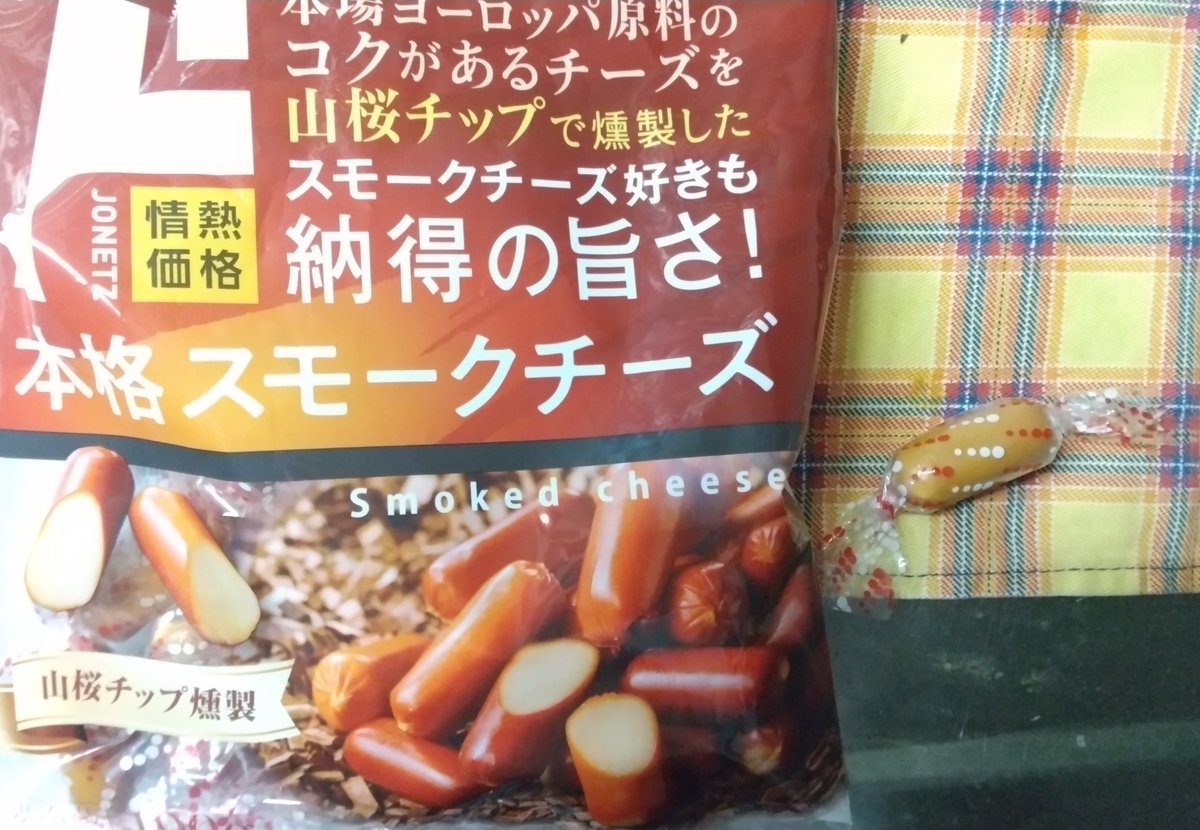 本場ヨーロッパ原料の
コクがあるチーズを
山桜チップで燻製した
スモークチーズ好きも
納得の旨さ!
JONETZ
情熱
価格
本格スモークチーズ
Smoked cheese
山桜チップ燻製